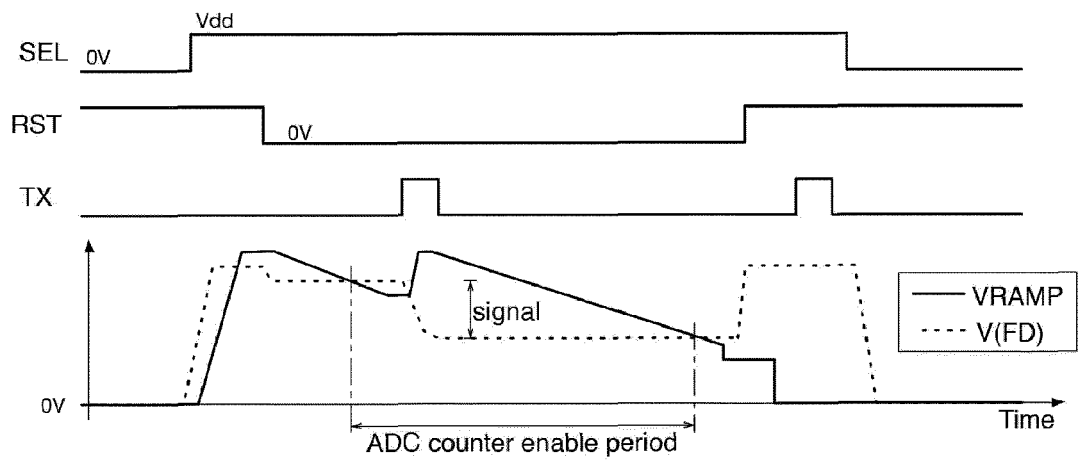 Vdd
SEL 0V
RST
0V
TX
signal
VRAMP
V(FD)
0V
Time
ADC counter enable period